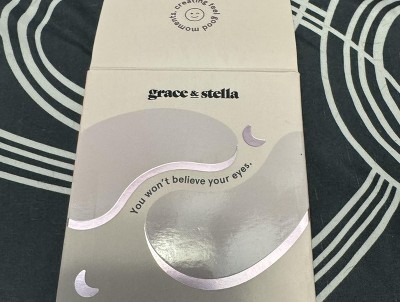 creating feel good moments.
grace & stella
You won't believe your eyes.